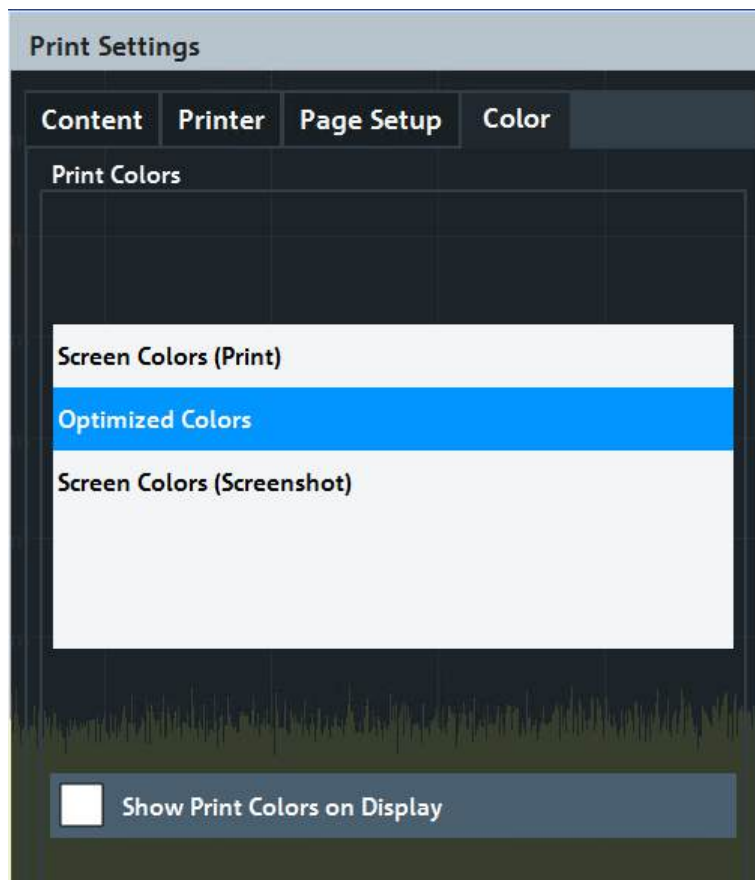 Print Settings
Content Printer Page Setup Color
Print Colors
Screen Colors (Print)
Optimized Colors
Screen Colors (Screenshot)
Show Print Colors on Display